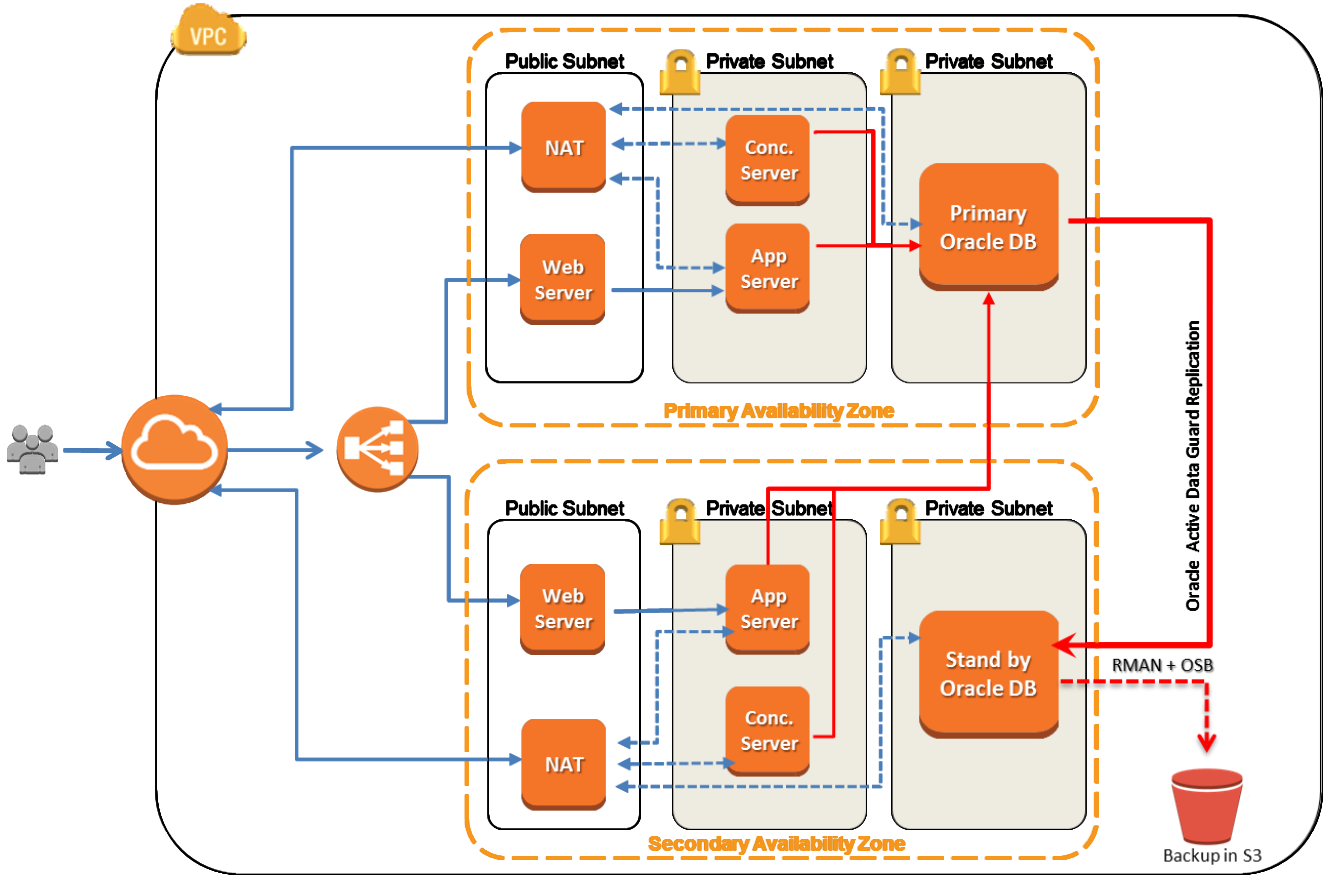 VPC
Public Subnet
Private Subnet
Private Subnet
NAT
Conc.
Server
Primary
Oracle DB
Web
Server
App
Server
Primary Availability Zone
Oracle Active Data Guard Replication
Public Subnet
Private Subnet
Private Subnet
Web
Server
App
Server
Stand by
Oracle DB
RMAN + OSB
NAT
Conc.
Server
Secondary Availability Zone
Backup in S3